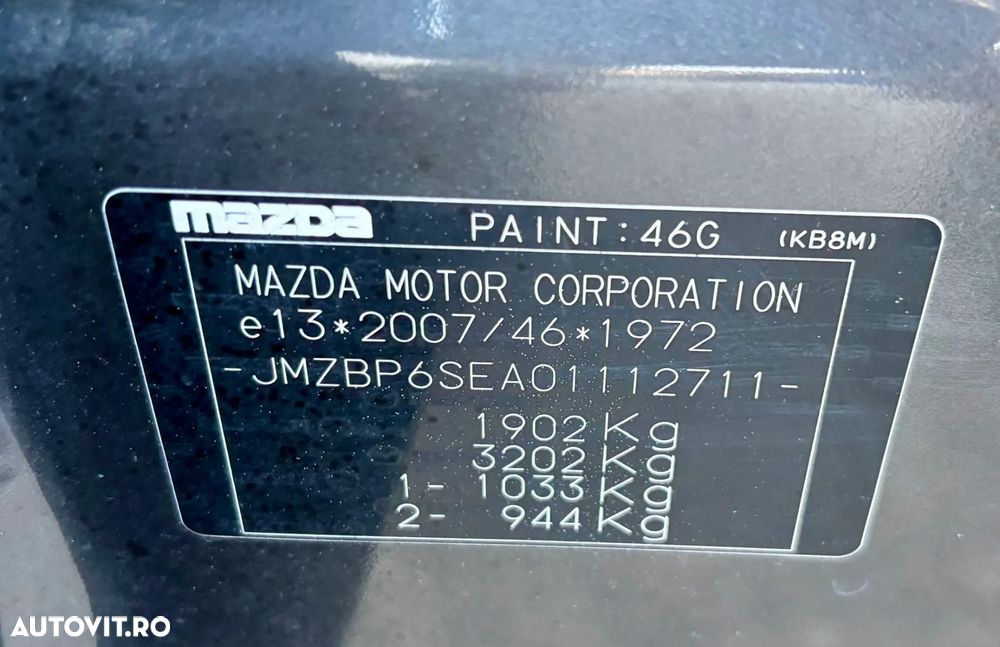 mazda PAINT: 46G (KB8M)
MAZDA MOTOR CORPORATION
e13*2007/46*1972
-JMZBP6SEA01112711-
1902 Kg
3202 Kg
1- 1033 Kg
2- 944 Kg
AUTOVIT.RO